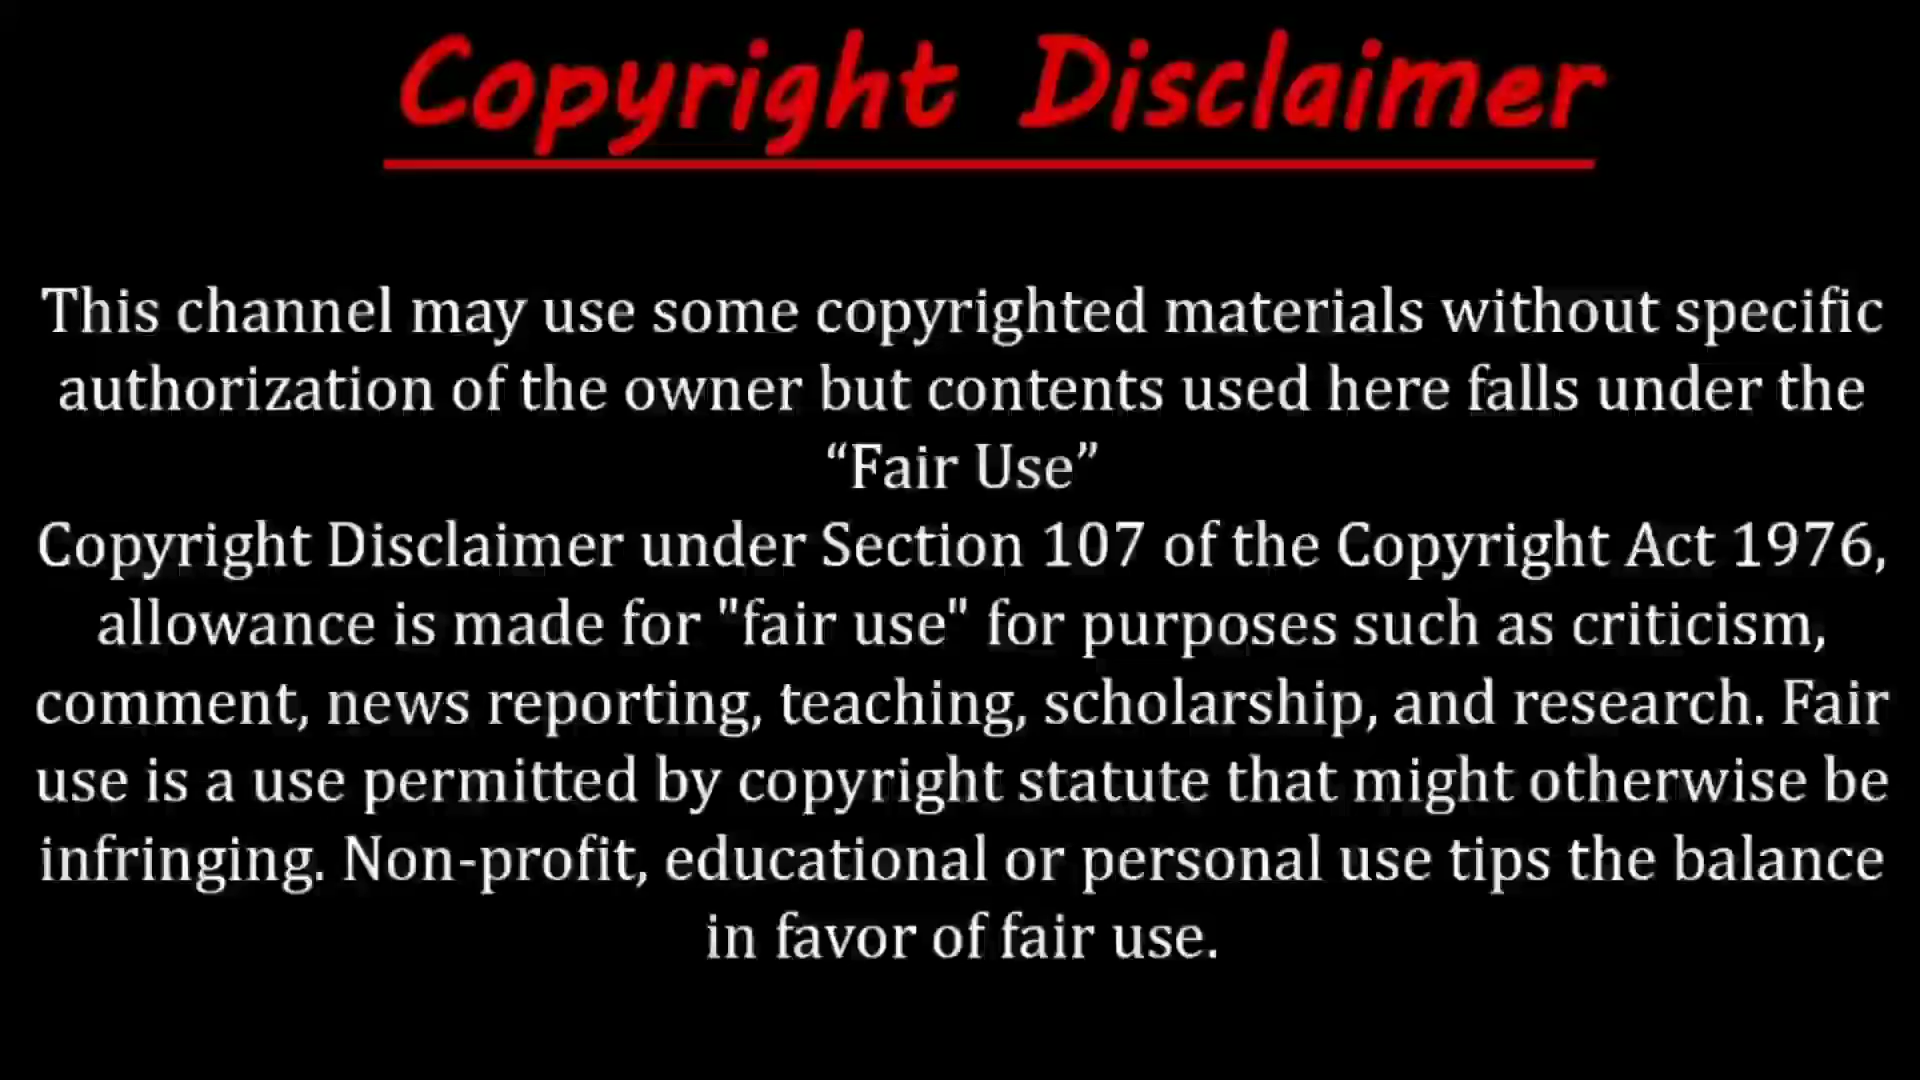 Copyright Disclaimer
This channel may use some copyrighted materials without specific
authorization of the owner but contents used here falls under the
“Fair Use”
Copyright Disclaimer under Section 107 of the Copyright Act 1976,
allowance is made for "fair use" for purposes such as criticism,
comment, news reporting, teaching, scholarship, and research. Fair
use is a use permitted by copyright statute that might otherwise be
infringing. Non-profit, educational or personal use tips the balance
in favor of fair use.